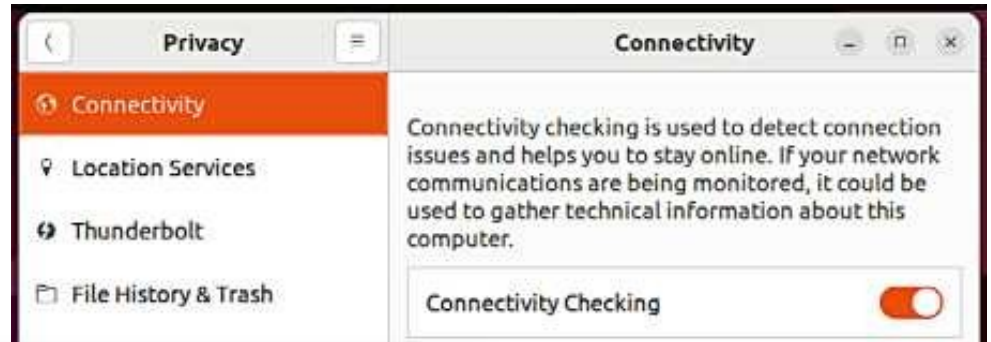 Privacy
Connectivity
Connectivity
Location Services
Thunderbolt
File History & Trash
Connectivity checking is used to detect connection
issues and helps you to stay online. If your network
communications are being monitored, it could be
used to gather technical information about this
computer.
Connectivity Checking